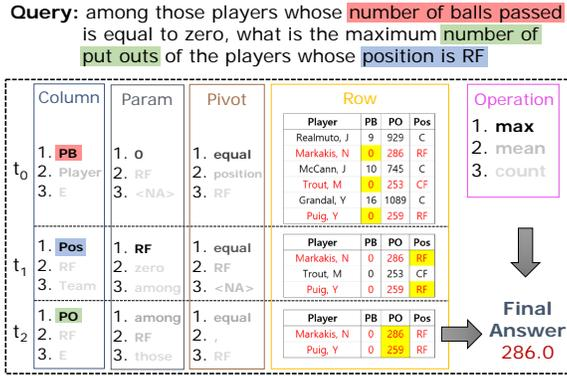 Query: among those players whose number of balls passed
is equal to zero, what is the maximum number of
put outs of the players whose position is RF
Column Param Pivot Row Operation
t0
1. PB
2. Player
3. E
1. 0
2. RF
3. <NA>
1. equal
2. position
3. RF
Player PB PO Pos
Realmuto, J 9 929 C
Markakis, N 0 286 RF
McCann, J 10 745 C
Trout, M 0 253 CF
Grandal, Y 16 1089 C
Puig, Y 0 259 RF
1. max
2. mean
3. count
t1
1. Pos
2. RF
3. Team
1. RF
2. zero
3. among
1. equal
2. RF
3. <NA>
Player PB PO Pos
Markakis, N 0 286 RF
Trout, M 0 253 CF
Puig, Y 0 259 RF
t2
1. PO
2. RF
3. E
1. among
2. RF
3. those
1. equal
2. ,
3. RF
Player PB PO Pos
Markakis, N 0 286 RF
Puig, Y 0 259 RF
Final
Answer
286.0